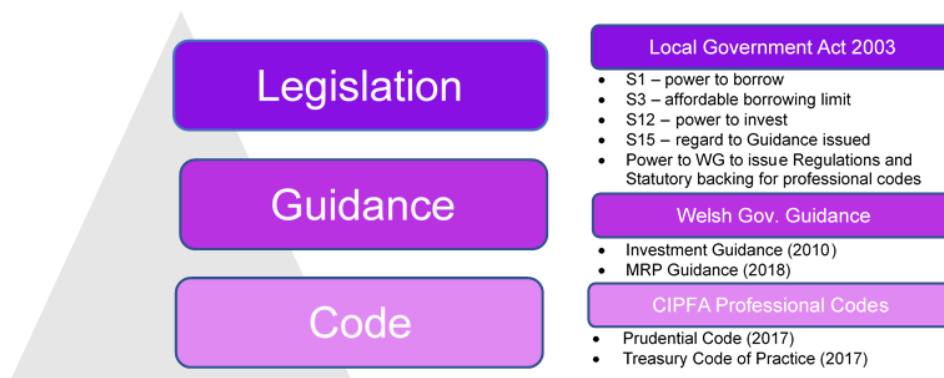 Legislation
Local Government Act 2003
• S1 – power to borrow
• S3 – affordable borrowing limit
• S12 – power to invest
• S15 – regard to Guidance issued
• Power to WG to issue Regulations and
Statutory backing for professional codes
Guidance
Welsh Gov. Guidance
• Investment Guidance (2010)
• MRP Guidance (2018)
Code
CIPFA Professional Codes
• Prudential Code (2017)
• Treasury Code of Practice (2017)